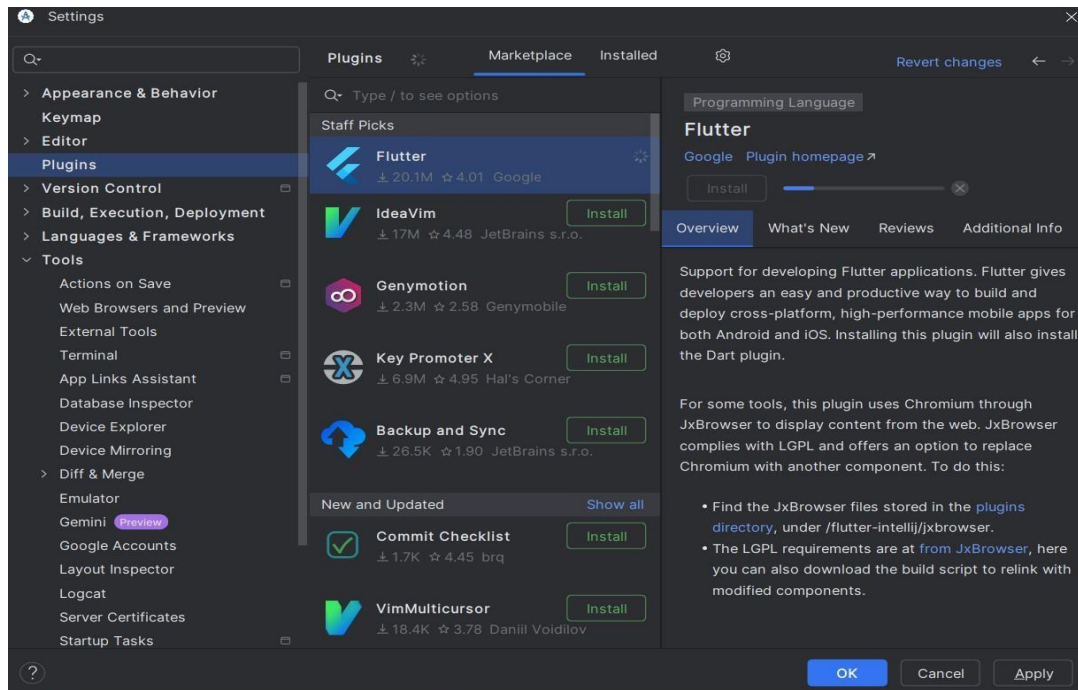 Settings
Plugins
Marketplace
Installed
Revert changes
Appearance & Behavior
Keymap
Editor
Plugins
Version Control
Build, Execution, Deployment
Languages & Frameworks
Tools
Actions on Save
Web Browsers and Preview
External Tools
Terminal
App Links Assistant
Database Inspector
Device Explorer
Device Mirroring
Diff & Merge
Emulator
Gemini Preview
Google Accounts
Layout Inspector
Logcat
Server Certificates
Startup Tasks
Type / to see options
Staff Picks
Flutter
20.1M 4.01 Google
IdeaVim Install
17M 4.48 JetBrains s.r.o.
Genymotion Install
2.3M 2.58 Genymobile
Key Promoter X Install
6.9M 4.95 Hal's Corner
Backup and Sync Install
26.5K 1.90 JetBrains s.r.o.
New and Updated Show all
Commit Checklist Install
1.7K 4.45 brq
VimMulticursor Install
18.4K 3.78 Daniil Voidilov
Programming Language
Flutter
Google Plugin homepage
Install
Overview What's New Reviews Additional Info
Support for developing Flutter applications. Flutter gives
developers an easy and productive way to build and
deploy cross-platform, high-performance mobile apps for
both Android and iOS. Installing this plugin will also install
the Dart plugin.
For some tools, this plugin uses Chromium through
JxBrowser to display content from the web. JxBrowser
complies with LGPL and offers an option to replace
Chromium with another component. To do this:
• Find the JxBrowser files stored in the plugins
directory, under /flutter-intellij/jxbrowser.
• The LGPL requirements are at from JxBrowser, here
you can also download the build script to relink with
modified components.
?
OK
Cancel
Apply